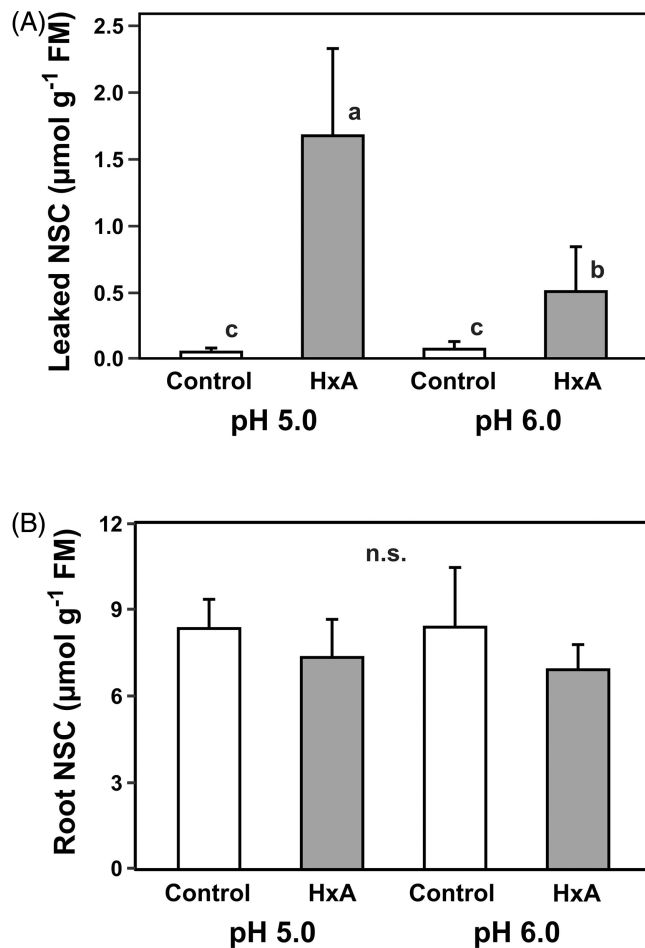 (A)
Leaked NSC (µmol g⁻¹ FM)
2.5
2.0
1.5
1.0
0.5
0.0
c
a
c
b
Control HxA Control HxA
pH 5.0 pH 6.0
(B)
Root NSC (µmol g⁻¹ FM)
12
9
6
3
0
n.s.
Control HxA Control HxA
pH 5.0 pH 6.0